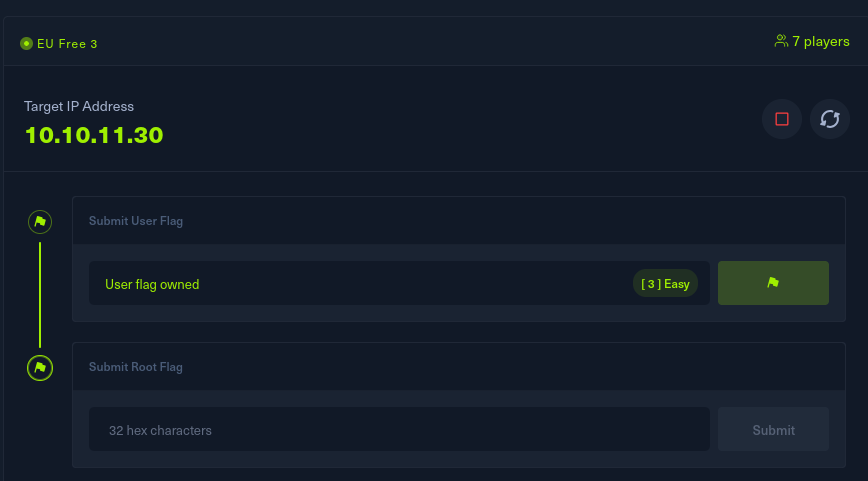 EU Free 3
7 players
Target IP Address
10.10.11.30
Submit User Flag
User flag owned
[ 3 ] Easy
Submit Root Flag
32 hex characters
Submit